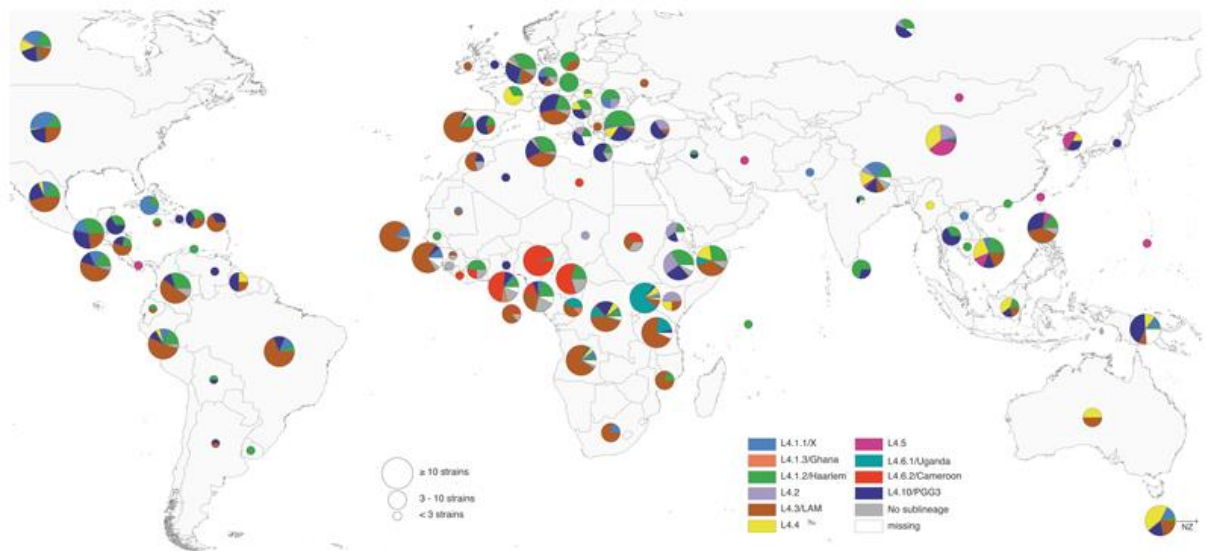 L4.1.1/X
L4.1.3/Ghana
L4.1.2/Haarlem
L4.2
L4.3/LAM
L4.4
L4.5
L4.6.1/Uganda
L4.6.2/Cameroon
L4.10/PGG3
No sublineage
missing
≥ 10 strains
3 - 10 strains
< 3 strains
NZ